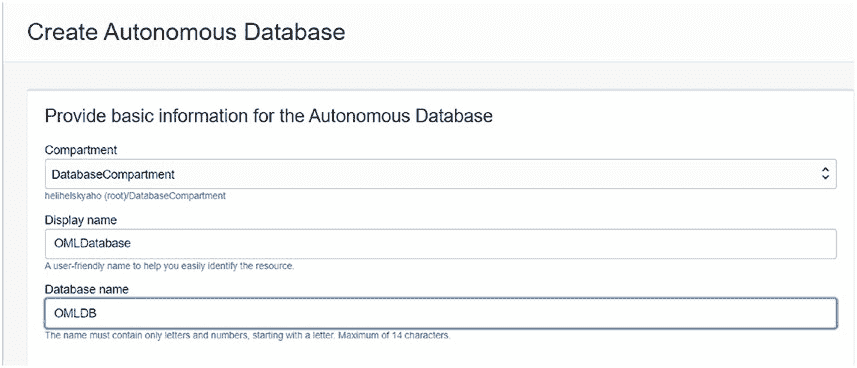 Create Autonomous Database
Provide basic information for the Autonomous Database
Compartment
DatabaseCompartment
helihelskyaho (root)/DatabaseCompartment
Display name
OMLDatabase
A user-friendly name to help you easily identify the resource.
Database name
OMLDB
The name must contain only letters and numbers, starting with a letter. Maximum of 14 characters.